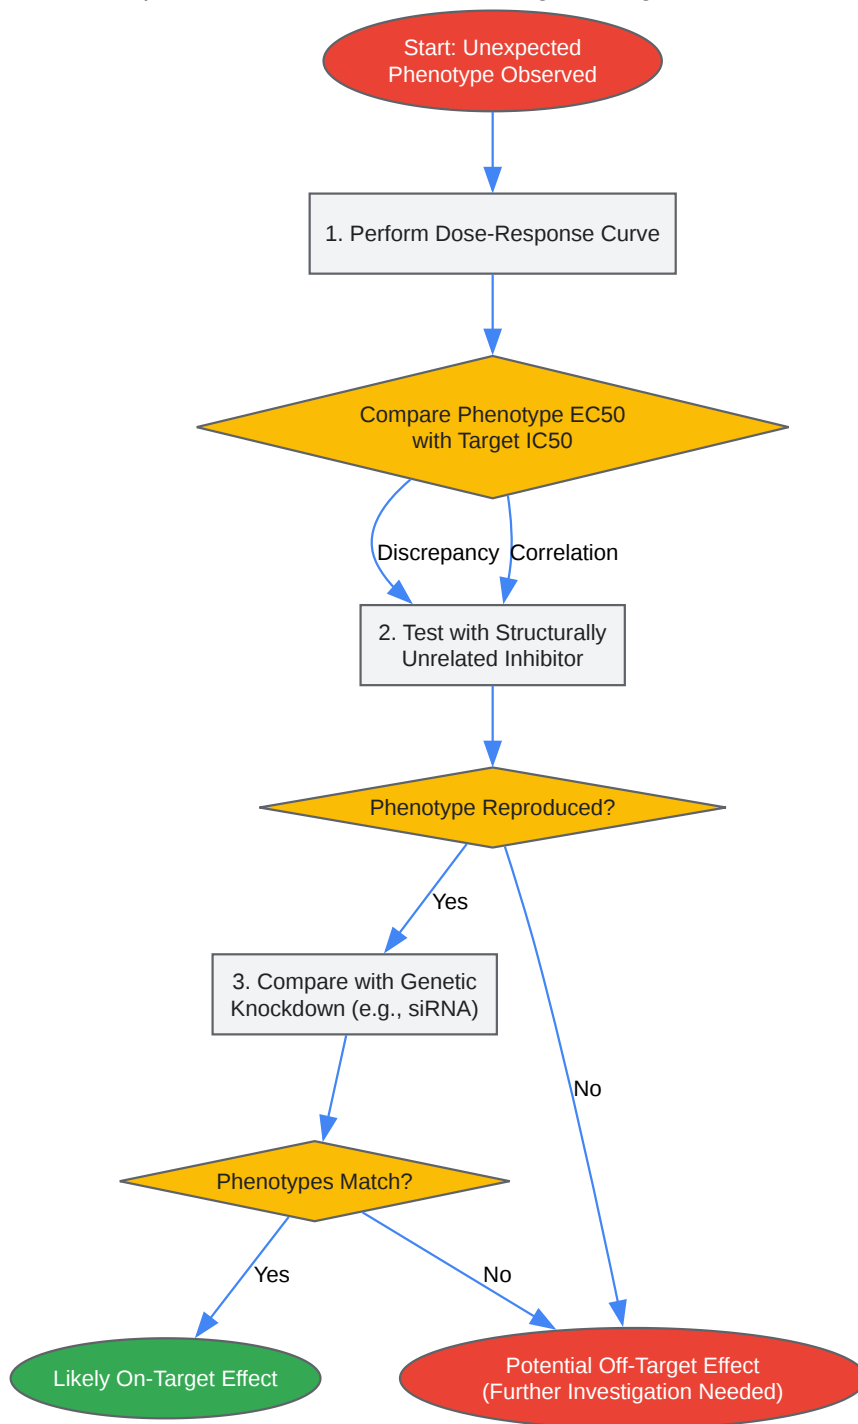 Start: Unexpected
Phenotype Observed
1. Perform Dose-Response Curve
Compare Phenotype EC50
with Target IC50
Discrepancy
Correlation
2. Test with Structurally
Unrelated Inhibitor
Phenotype Reproduced?
Yes
3. Compare with Genetic
Knockdown (e.g., siRNA)
No
Phenotypes Match?
Yes
No
Likely On-Target Effect
Potential Off-Target Effect
(Further Investigation Needed)